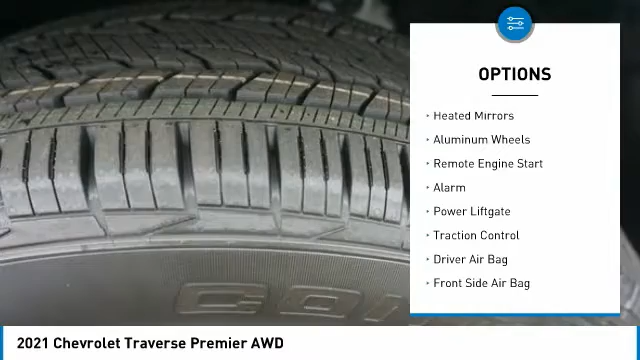 OPTIONS
Heated Mirrors
Aluminum Wheels
Remote Engine Start
Alarm
Power Liftgate
Traction Control
Driver Air Bag
Front Side Air Bag
2021 Chevrolet Traverse Premier AWD